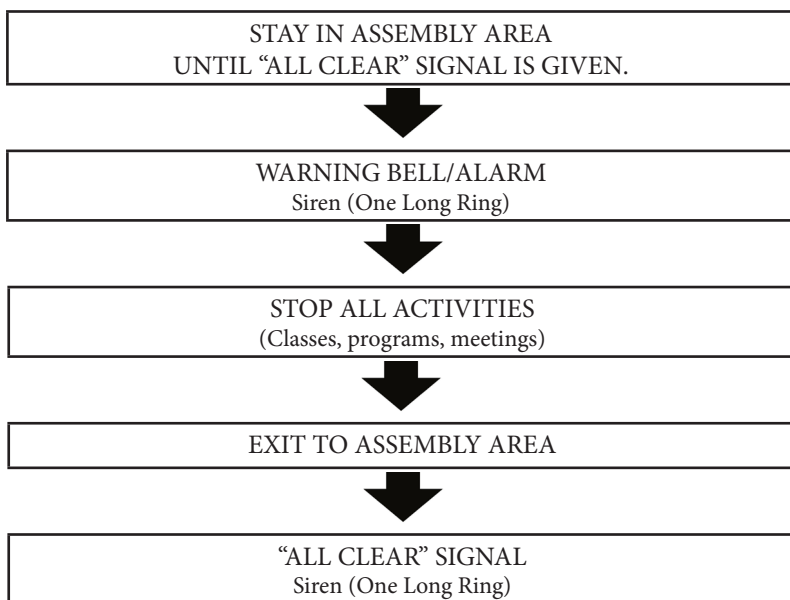 STAY IN ASSEMBLY AREA
UNTIL “ALL CLEAR” SIGNAL IS GIVEN.
WARNING BELL/ALARM
Siren (One Long Ring)
STOP ALL ACTIVITIES
(Classes, programs, meetings)
EXIT TO ASSEMBLY AREA
“ALL CLEAR” SIGNAL
Siren (One Long Ring)